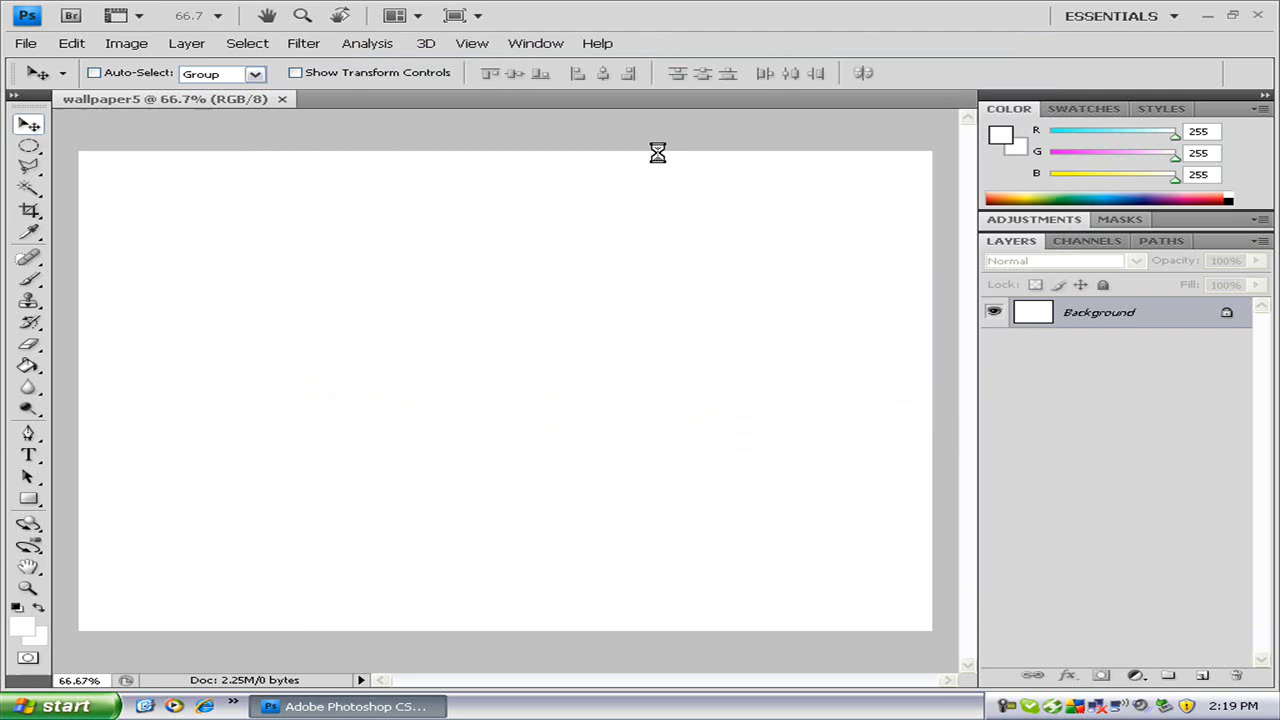 Ps Br 66.7 ESSENTIALS
File Edit Image Layer Select Filter Analysis 3D View Window Help
Auto-Select: Group Show Transform Controls
wallpaper5 @ 66.7% (RGB/8)
COLOR SWATCHES STYLES
R 255
G 255
B 255
ADJUSTMENTS MASKS
LAYERS CHANNELS PATHS
Normal Opacity: 100%
Lock: Fill: 100%
Background
T
66.67% Doc: 2.25M/0 bytes
start Ps Adobe Photoshop CS... 2:19 PM